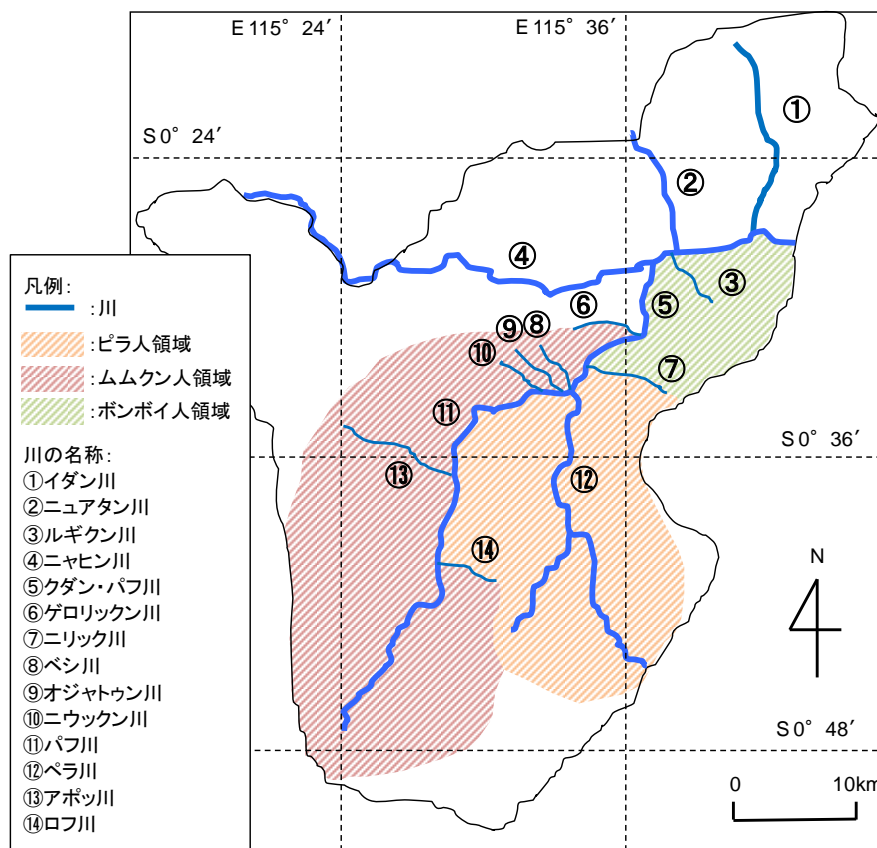 E 115° 24′
E 115° 36′
S 0° 24′
①
②
③
④
⑤
⑥
⑦
⑧
⑨
⑩
⑪
⑫
⑬
⑭
S 0° 36′
N
S 0° 48′
0 10km
凡例:
:川
:ピラ人領域
:ムムクン人領域
:ボンボイ人領域
川の名称:
①イダン川
②ニュアタン川
③ルギクン川
④ニャヒン川
⑤クダン・パフ川
⑥ゲロリックン川
⑦ニリック川
⑧ベシ川
⑨オジャトゥン川
⑩ニウックン川
⑪パフ川
⑫ペラ川
⑬アポッ川
⑭ロフ川